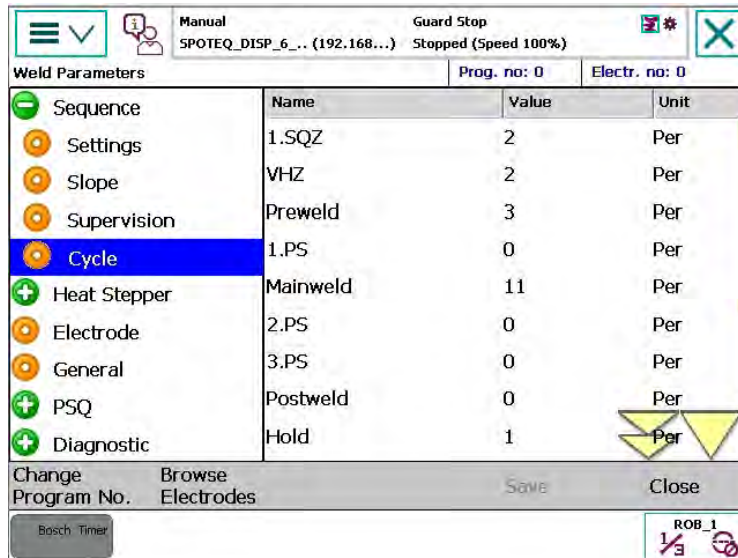 Manual Guard Stop
SPOTEQ_DISP_6_.. (192.168...) Stopped (Speed 100%)
Weld Parameters Prog. no: 0 Electr. no: 0
Sequence
Settings
Slope
Supervision
Cycle
Heat Stepper
Electrode
General
PSQ
Diagnostic
Name Value Unit
1.SQZ 2 Per
VHZ 2 Per
Preweld 3 Per
1.PS 0 Per
Mainweld 11 Per
2.PS 0 Per
3.PS 0 Per
Postweld 0 Per
Hold 1 Per
Change Program No.
Browse Electrodes
Save
Close
Bosch Timer
ROB_1
1/3